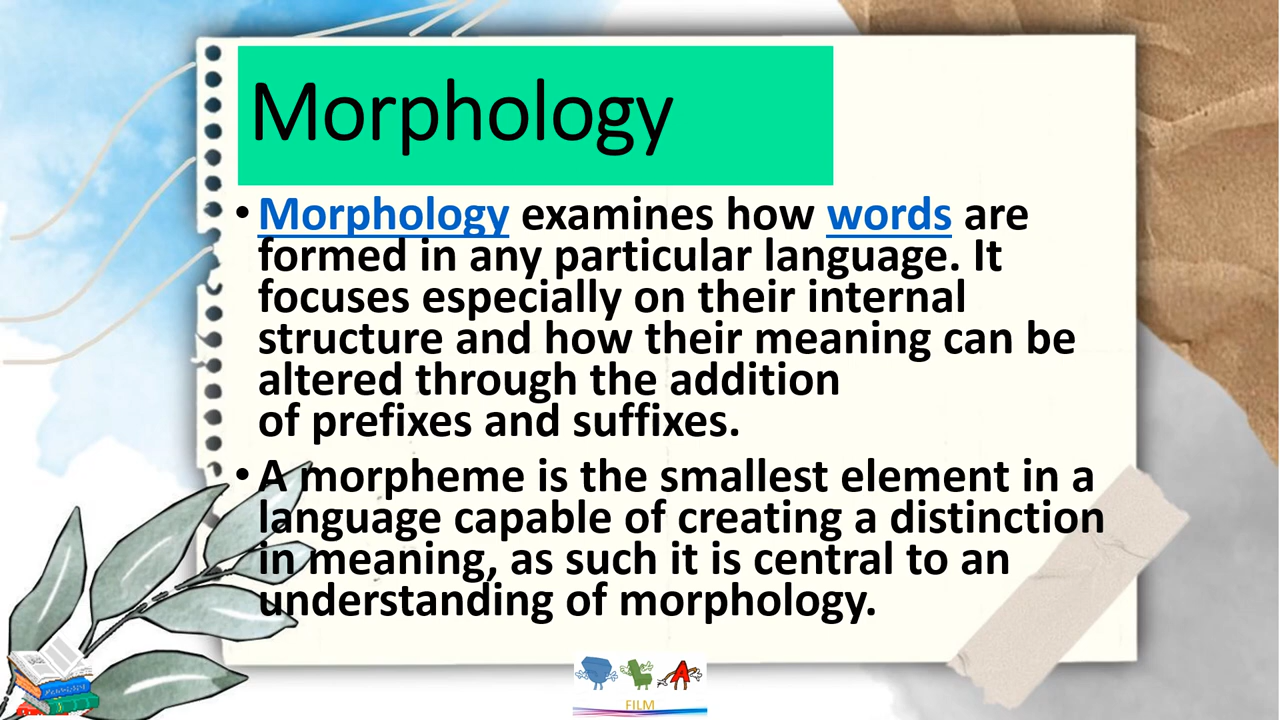 Morphology
• Morphology examines how words are
formed in any particular language. It
focuses especially on their internal
structure and how their meaning can be
altered through the addition
of prefixes and suffixes.
• A morpheme is the smallest element in a
language capable of creating a distinction
in meaning, as such it is central to an
understanding of morphology.
FILM